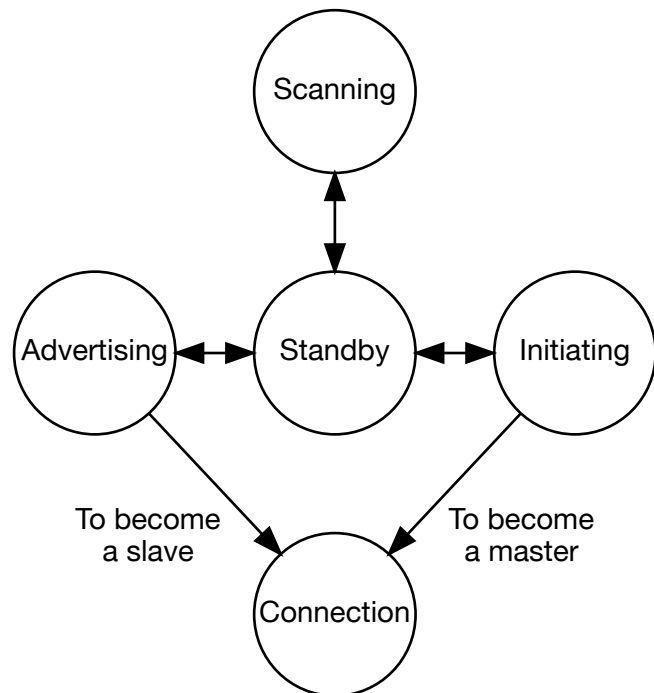 Scanning
Advertising
Standby
Initiating
To become
a slave
To become
a master
Connection